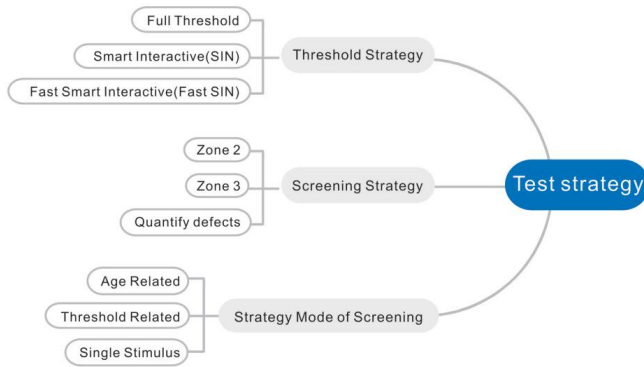 Full Threshold
Smart Interactive(SIN)
Fast Smart Interactive(Fast SIN)
Threshold Strategy
Zone 2
Zone 3
Quantify defects
Screening Strategy
Test strategy
Age Related
Threshold Related
Single Stimulus
Strategy Mode of Screening